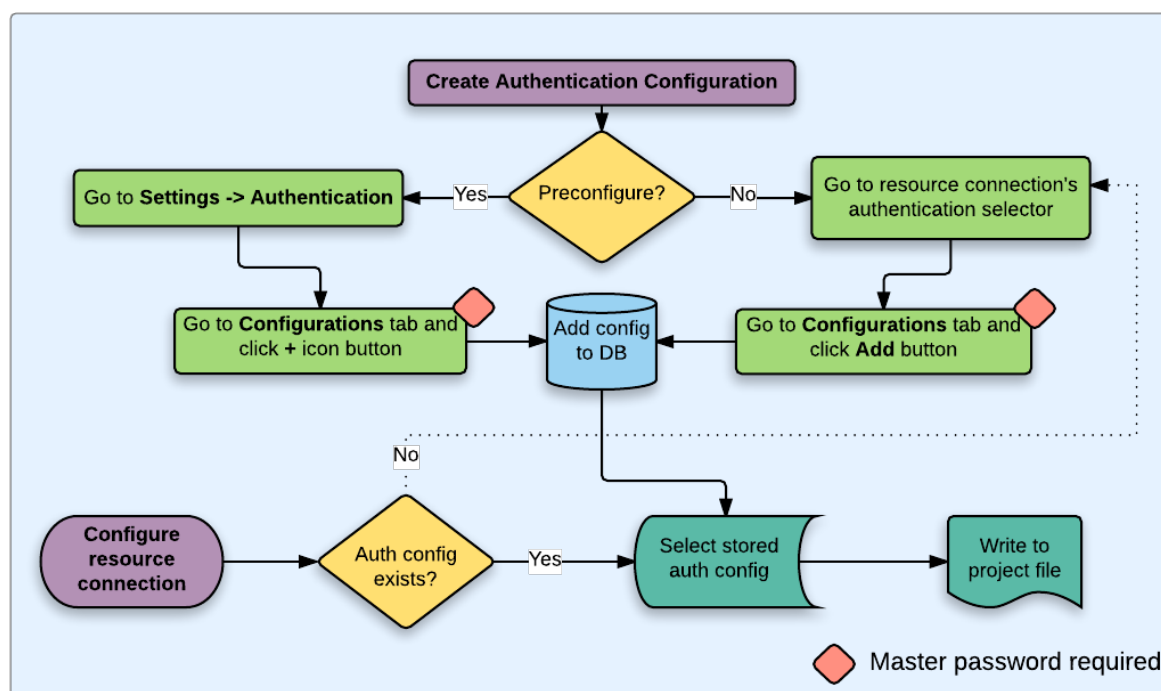 Create Authentication Configuration
Preconfigure?
Yes
No
Go to Settings -> Authentication
Go to resource connection's
authentication selector
Go to Configurations tab and
click + icon button
Add config
to DB
Go to Configurations tab and
click Add button
No
Configure
resource
connection
Auth config
exists?
Yes
Select stored
auth config
Write to
project file
Master password required